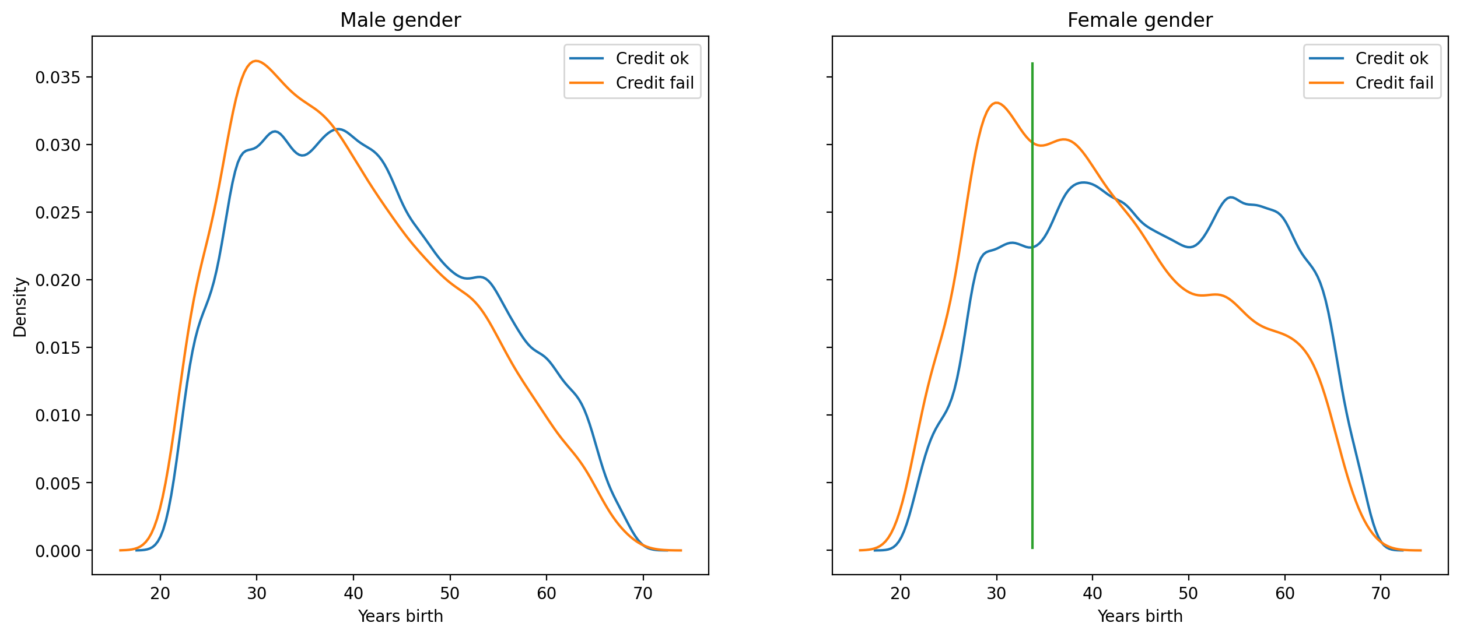 Male gender
Credit ok
Credit fail
0.035
0.030
0.025
0.020
0.015
0.010
0.005
0.000
Density
20 30 40 50 60 70
Years birth
Female gender
Credit ok
Credit fail
20 30 40 50 60 70
Years birth